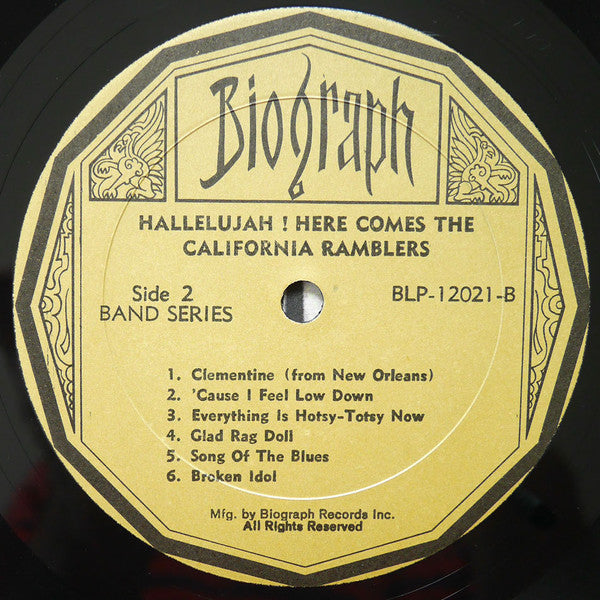 Biograph
HALLELUJAH ! HERE COMES THE
CALIFORNIA RAMBLERS
Side 2
BLP-12021-B
BAND SERIES
1. Clementine (from New Orleans)
2. 'Cause I Feel Low Down
3. Everything Is Hotsy-Totsy Now
4. Glad Rag Doll
5. Song Of The Blues
6. Broken Idol
Mfg. by Biograph Records Inc.
All Rights Reserved